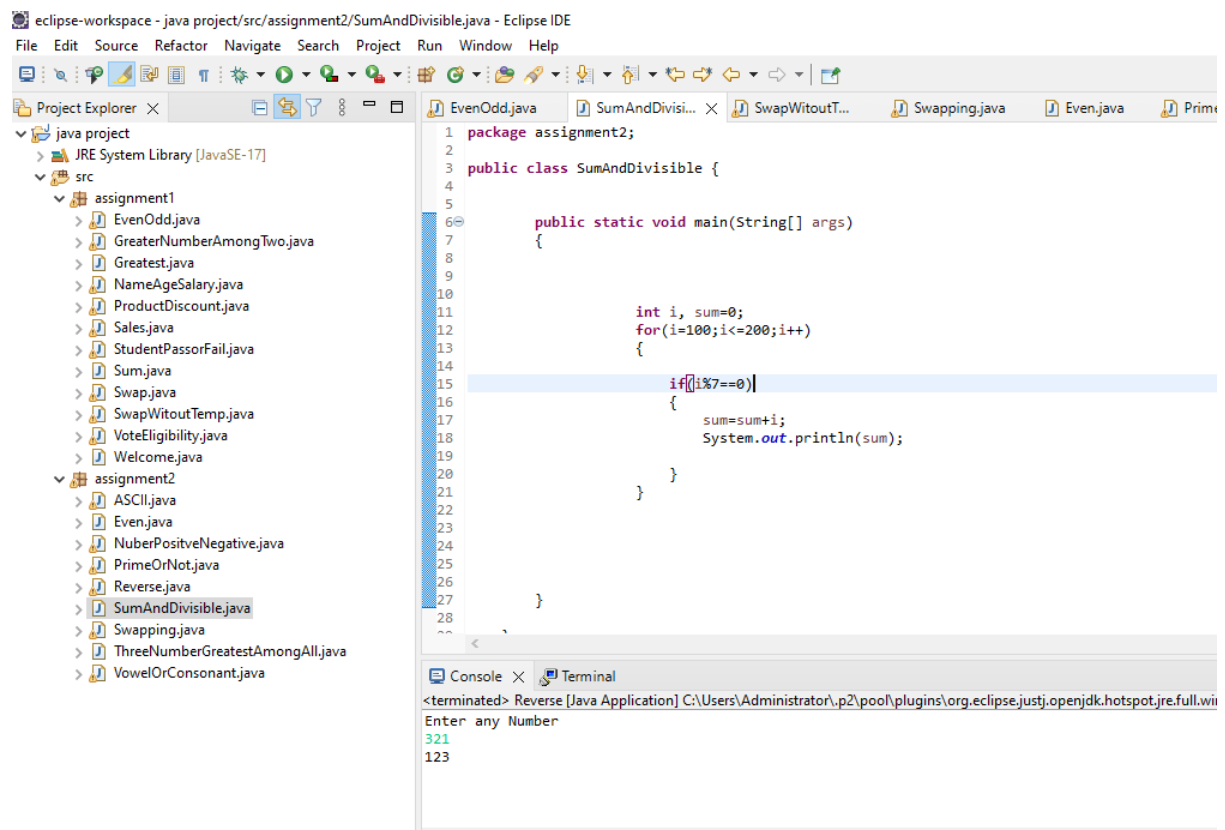 eclipse-workspace - java project/src/assignment2/SumAndDivisible.java - Eclipse IDE
File Edit Source Refactor Navigate Search Project Run Window Help
Project Explorer
java project
JRE System Library [JavaSE-17]
src
assignment1
EvenOdd.java
GreaterNumberAmongTwo.java
Greatest.java
NameAgeSalary.java
ProductDiscount.java
Sales.java
StudentPassorFail.java
Sum.java
Swap.java
SwapWitoutTemp.java
VoteEligibility.java
Welcome.java
assignment2
ASCII.java
Even.java
NuberPositveNegative.java
PrimeOrNot.java
Reverse.java
SumAndDivisible.java
Swapping.java
ThreeNumberGreatestAmongAll.java
VowelOrConsonant.java
EvenOdd.java SumAndDivisi... SwapWitoutT... Swapping.java Even.java Prime
1 package assignment2;
2
3 public class SumAndDivisible {
4
5
6 public static void main(String[] args)
7 {
8
9
10
11 int i, sum=0;
12 for(i=100;i<=200;i++)
13 {
14
15 if(i%7==0)
16 {
17 sum=sum+i;
18 System.out.println(sum);
19
20 }
21 }
22
23
24
25
26
27 }
28
Console Terminal
<terminated> Reverse [Java Application] C:\Users\Administrator\.p2\pool\plugins\org.eclipse.justj.openjdk.hotspot.jre.full.wi
Enter any Number
321
123